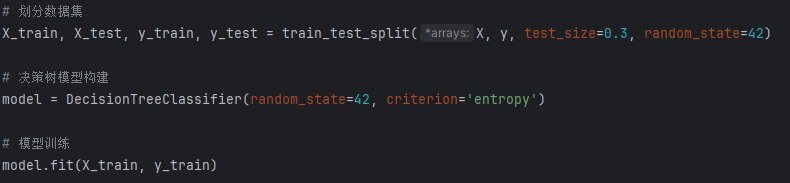 # 划分数据集
X_train, X_test, y_train, y_test = train_test_split(*arrays: X, y, test_size=0.3, random_state=42)
# 决策树模型构建
model = DecisionTreeClassifier(random_state=42, criterion='entropy')
# 模型训练
model.fit(X_train, y_train)